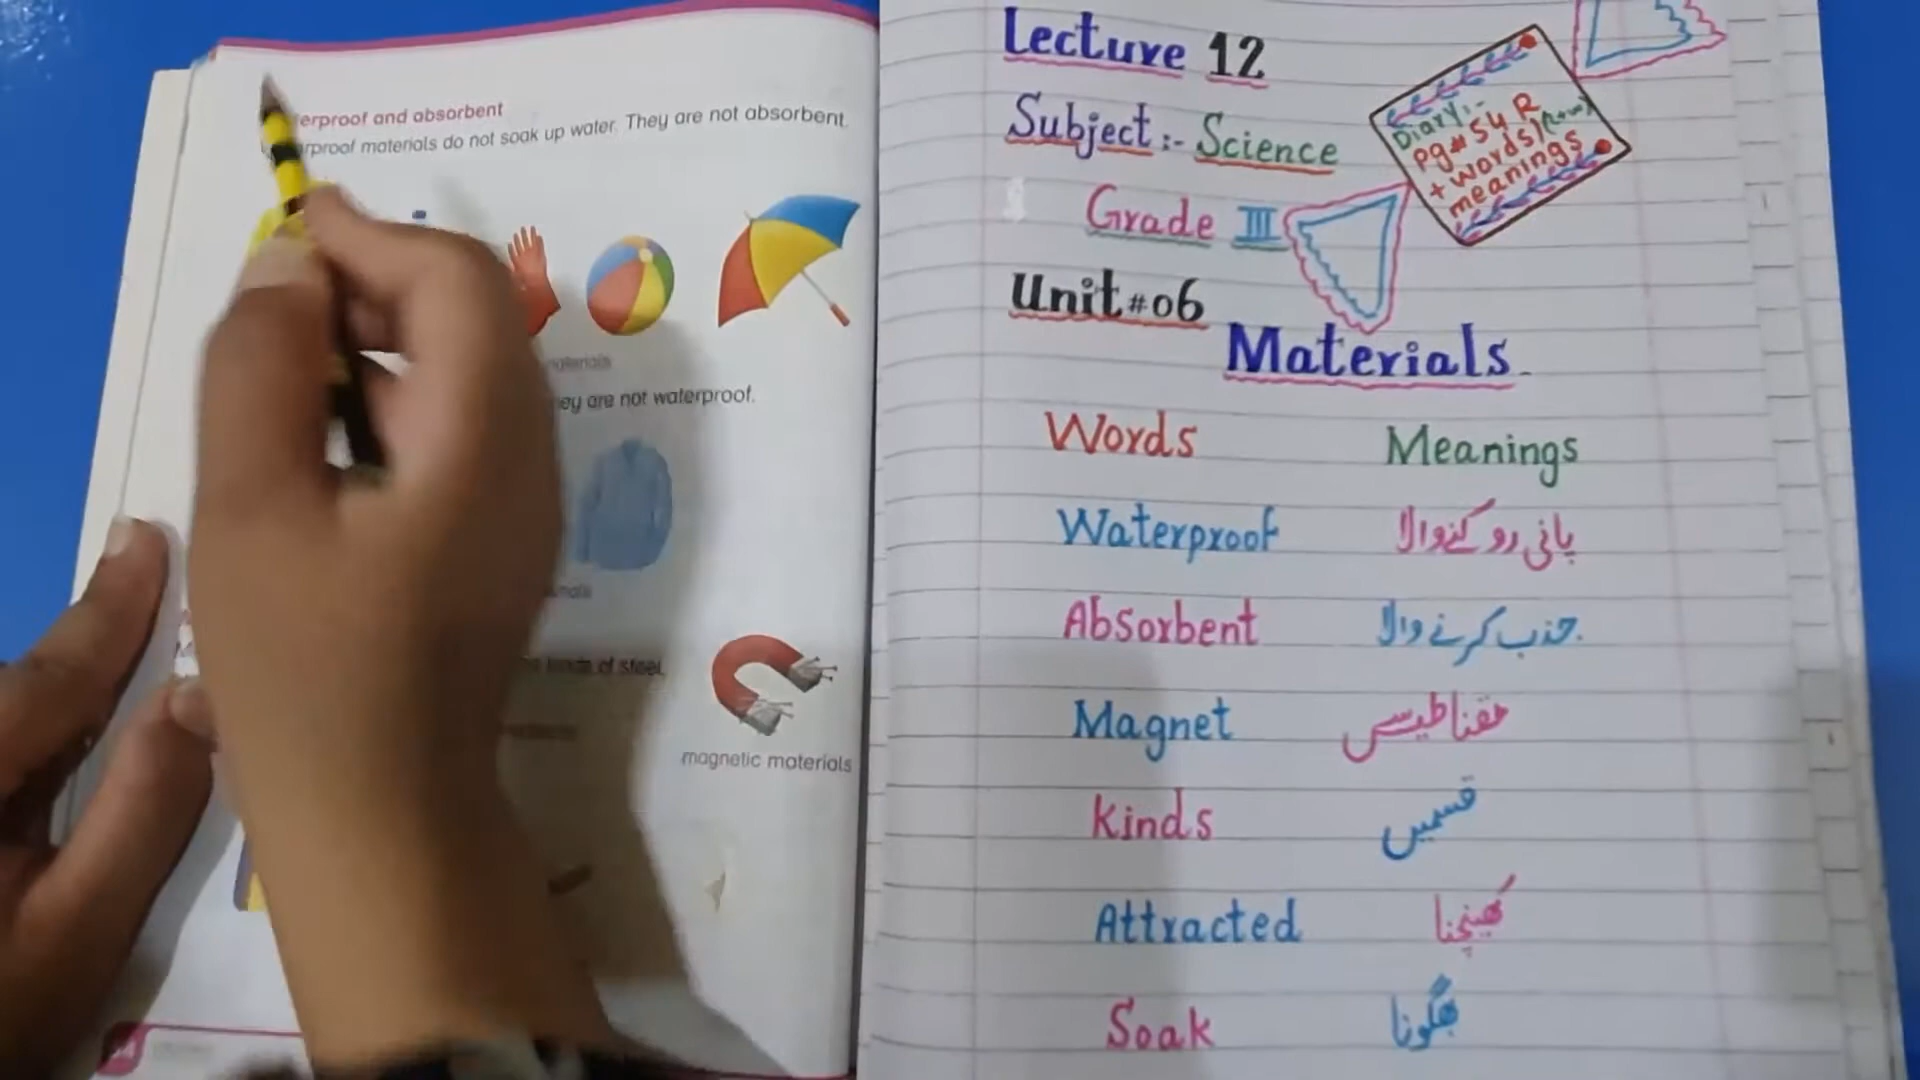 erproof and absorbent
rproof materials do not soak up water. They are not absorbent.
materials
ey are not waterproof.
kinds of steel.
magnetic materials
Lecture 12
Subject:- Science
Grade III
Unit#06
Materials.
Diary:-
pg# 54 R
+ words)
meanings
Words Meanings
Waterproof پانی روکنے والا
Absorbent جذب کرنے والا
Magnet مقناطیس
Kinds قسمیں
Attracted کھینچنا
Soak بھگونا